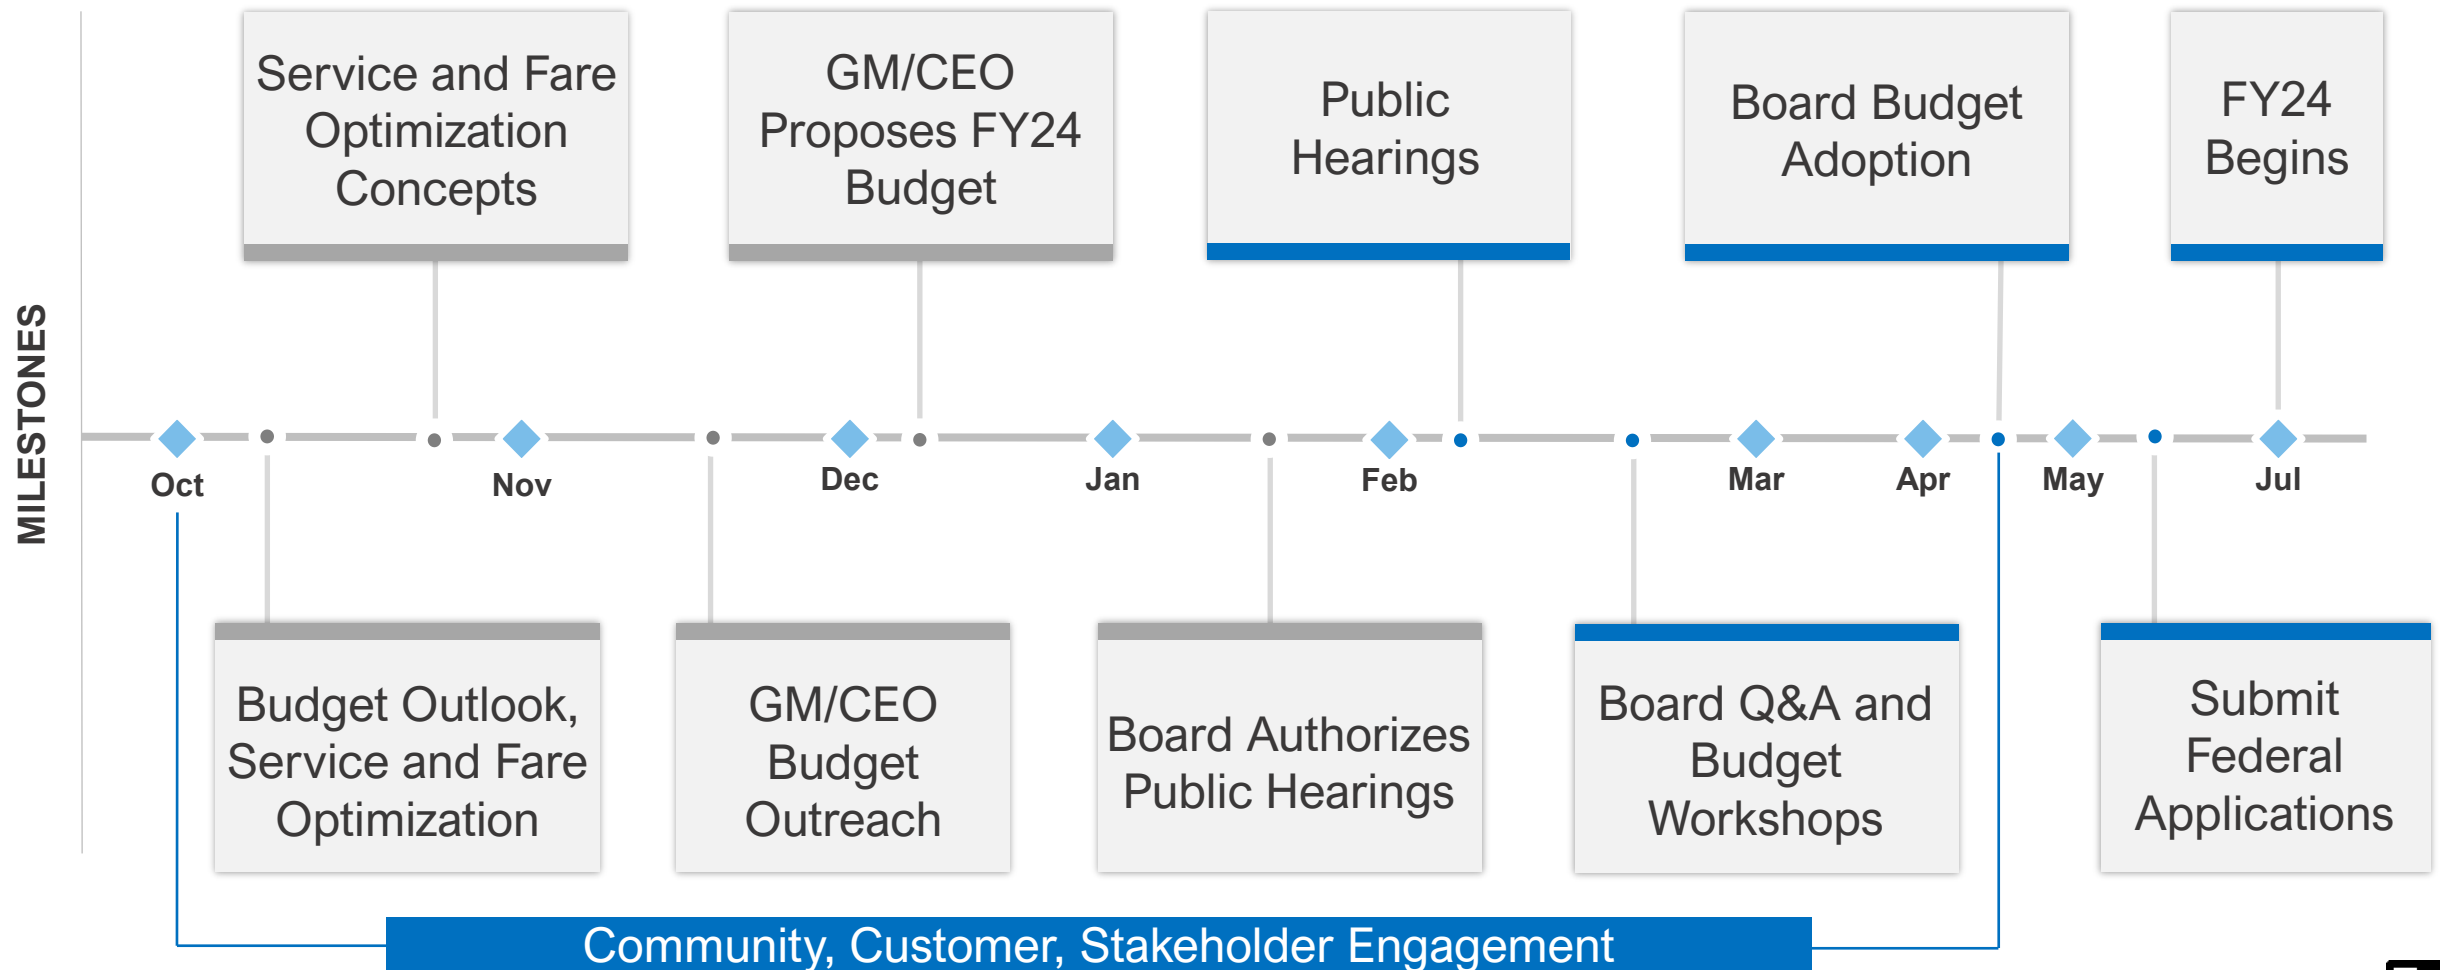 MILESTONES
Service and Fare
Optimization
Concepts
GM/CEO
Proposes FY24
Budget
Public
Hearings
Board Budget
Adoption
FY24
Begins
Oct
Nov
Dec
Jan
Feb
Mar
Apr
May
Jul
Budget Outlook,
Service and Fare
Optimization
GM/CEO
Budget
Outreach
Board Authorizes
Public Hearings
Board Q&A and
Budget
Workshops
Submit
Federal
Applications
Community, Customer, Stakeholder Engagement